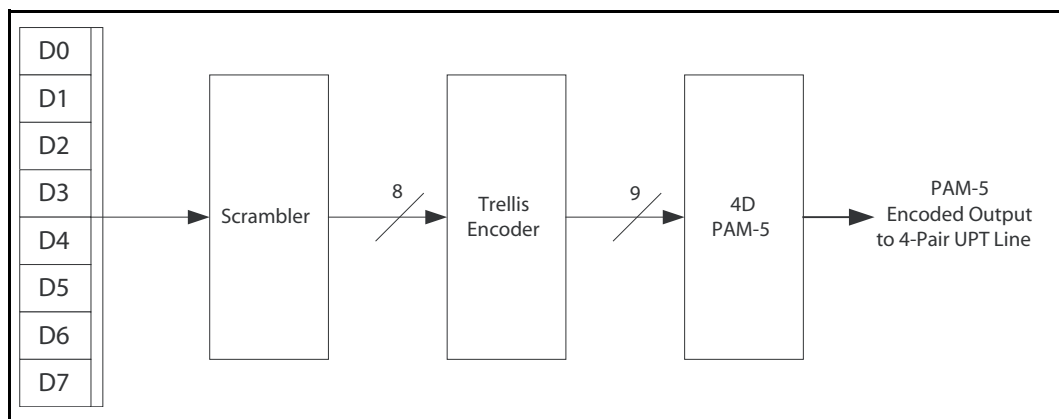 D0
D1
D2
D3
D4
D5
D6
D7
Scrambler
8
Trellis
Encoder
9
4D
PAM-5
PAM-5
Encoded Output
to 4-Pair UPT Line